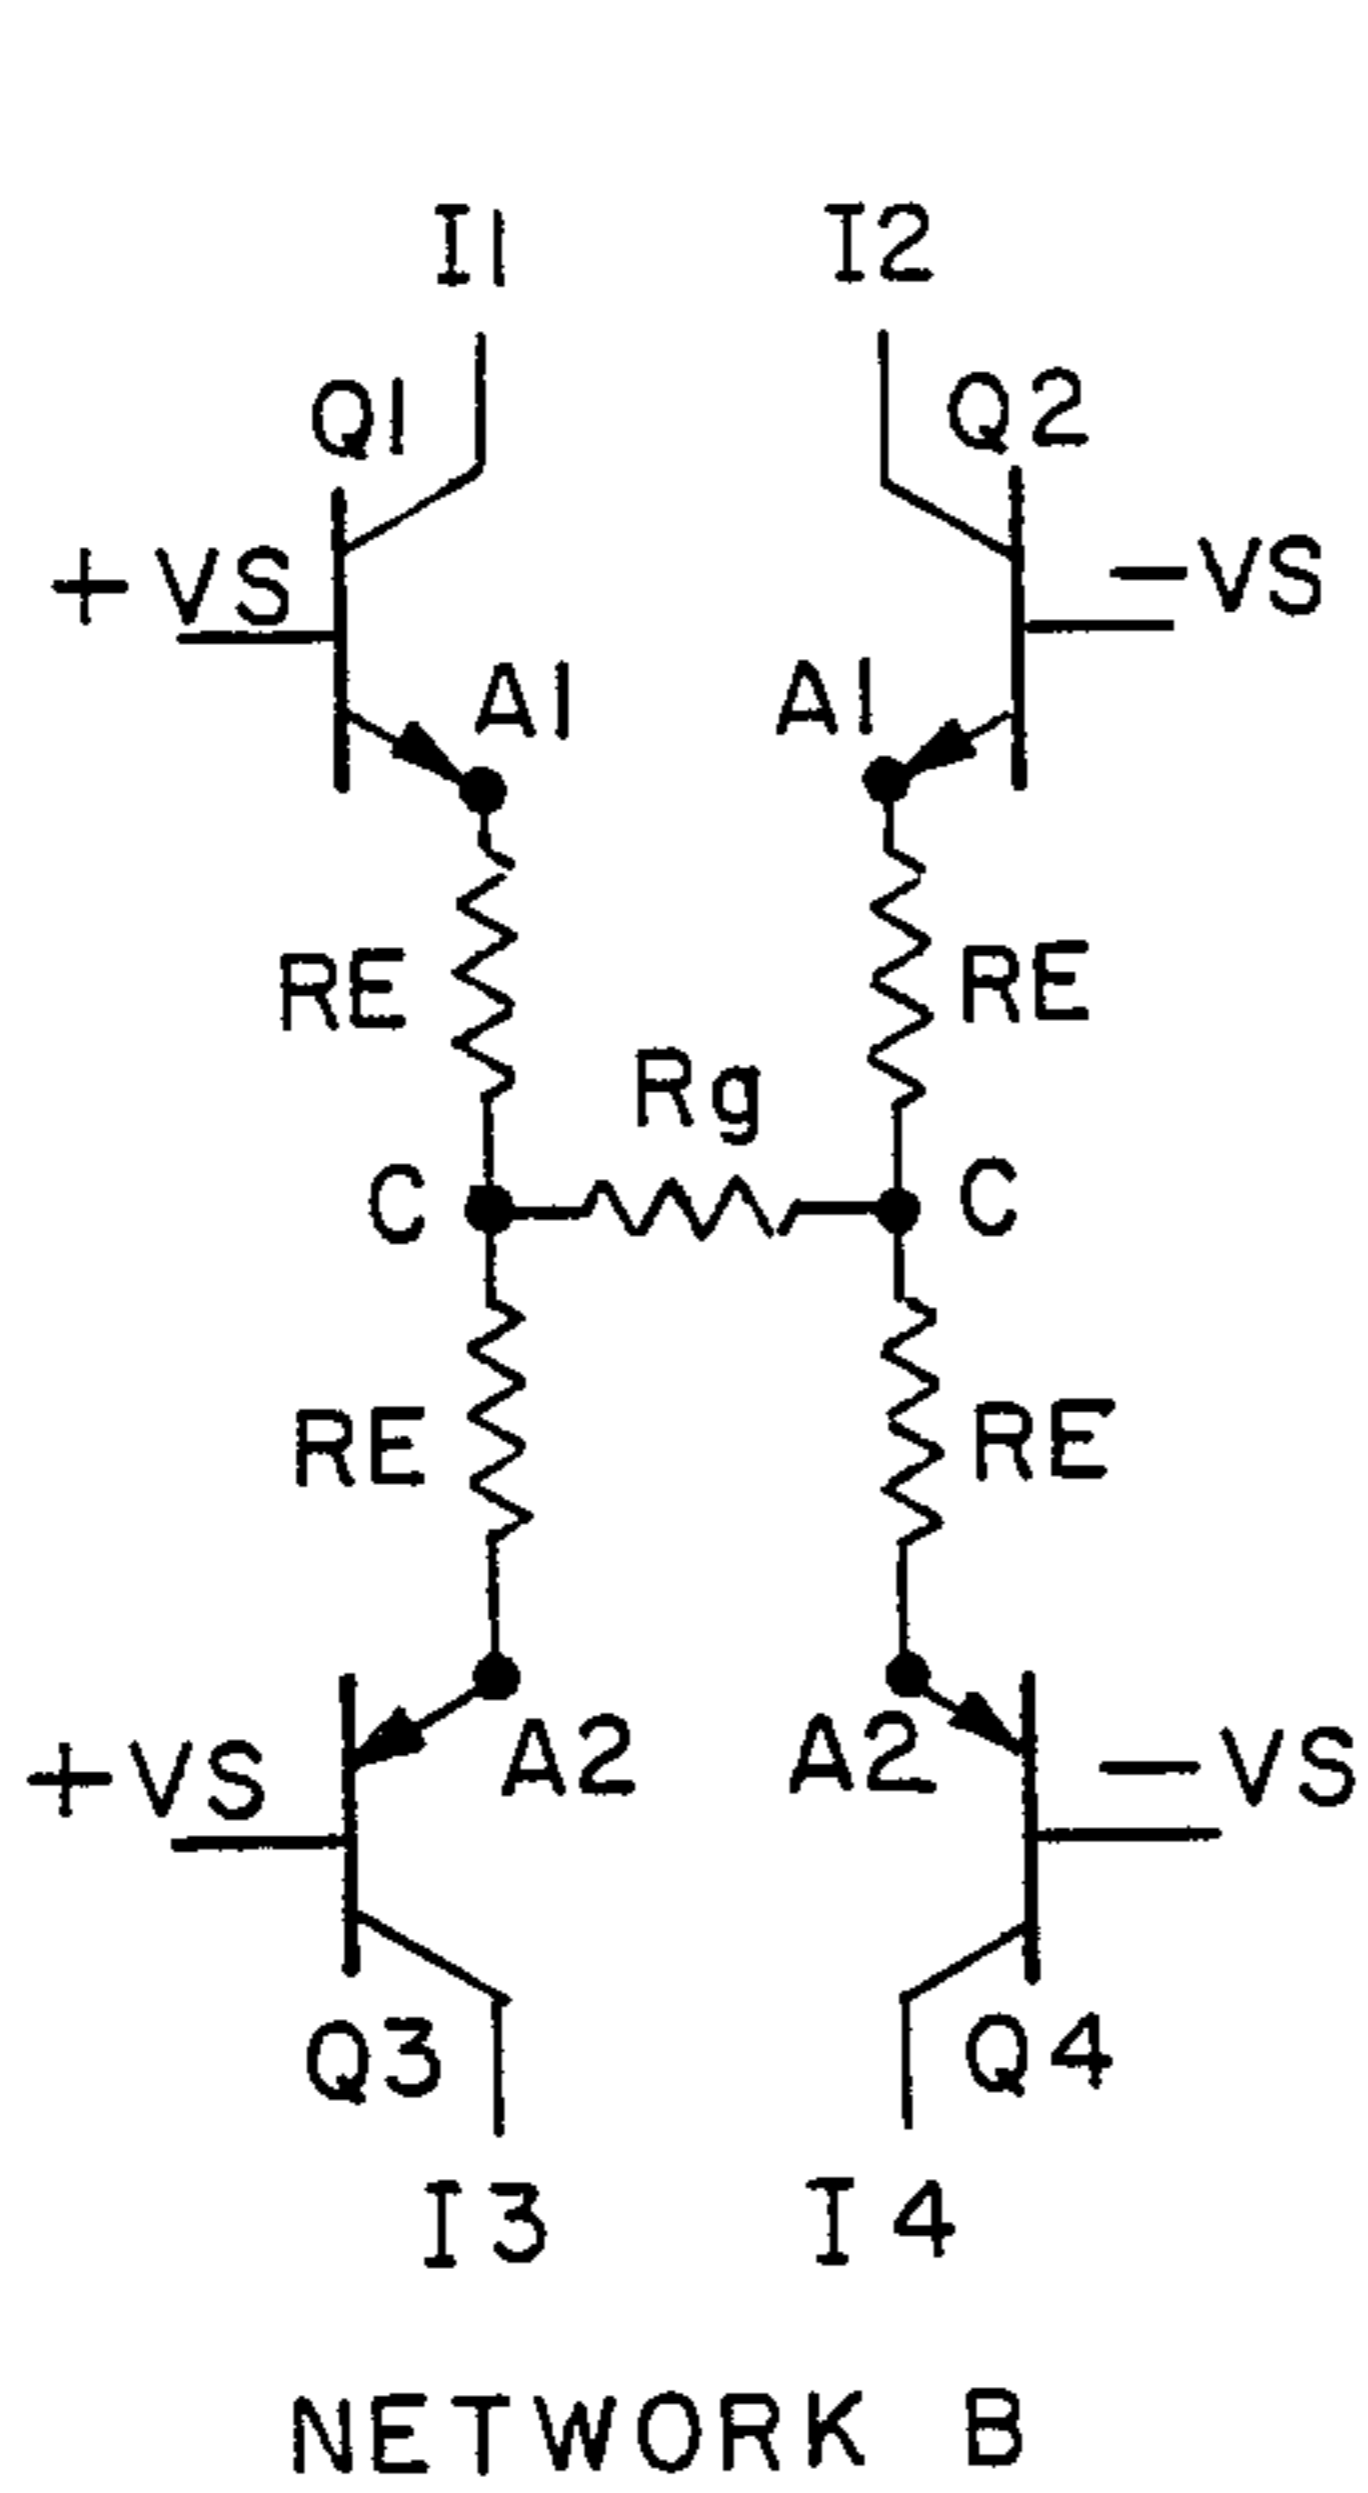 I1 I2
Q1 Q2
+VS -VS
A1 A1
RE RE
Rg
C C
RE RE
A2 A2
+VS -VS
Q3 Q4
I3 I4
NETWORK B